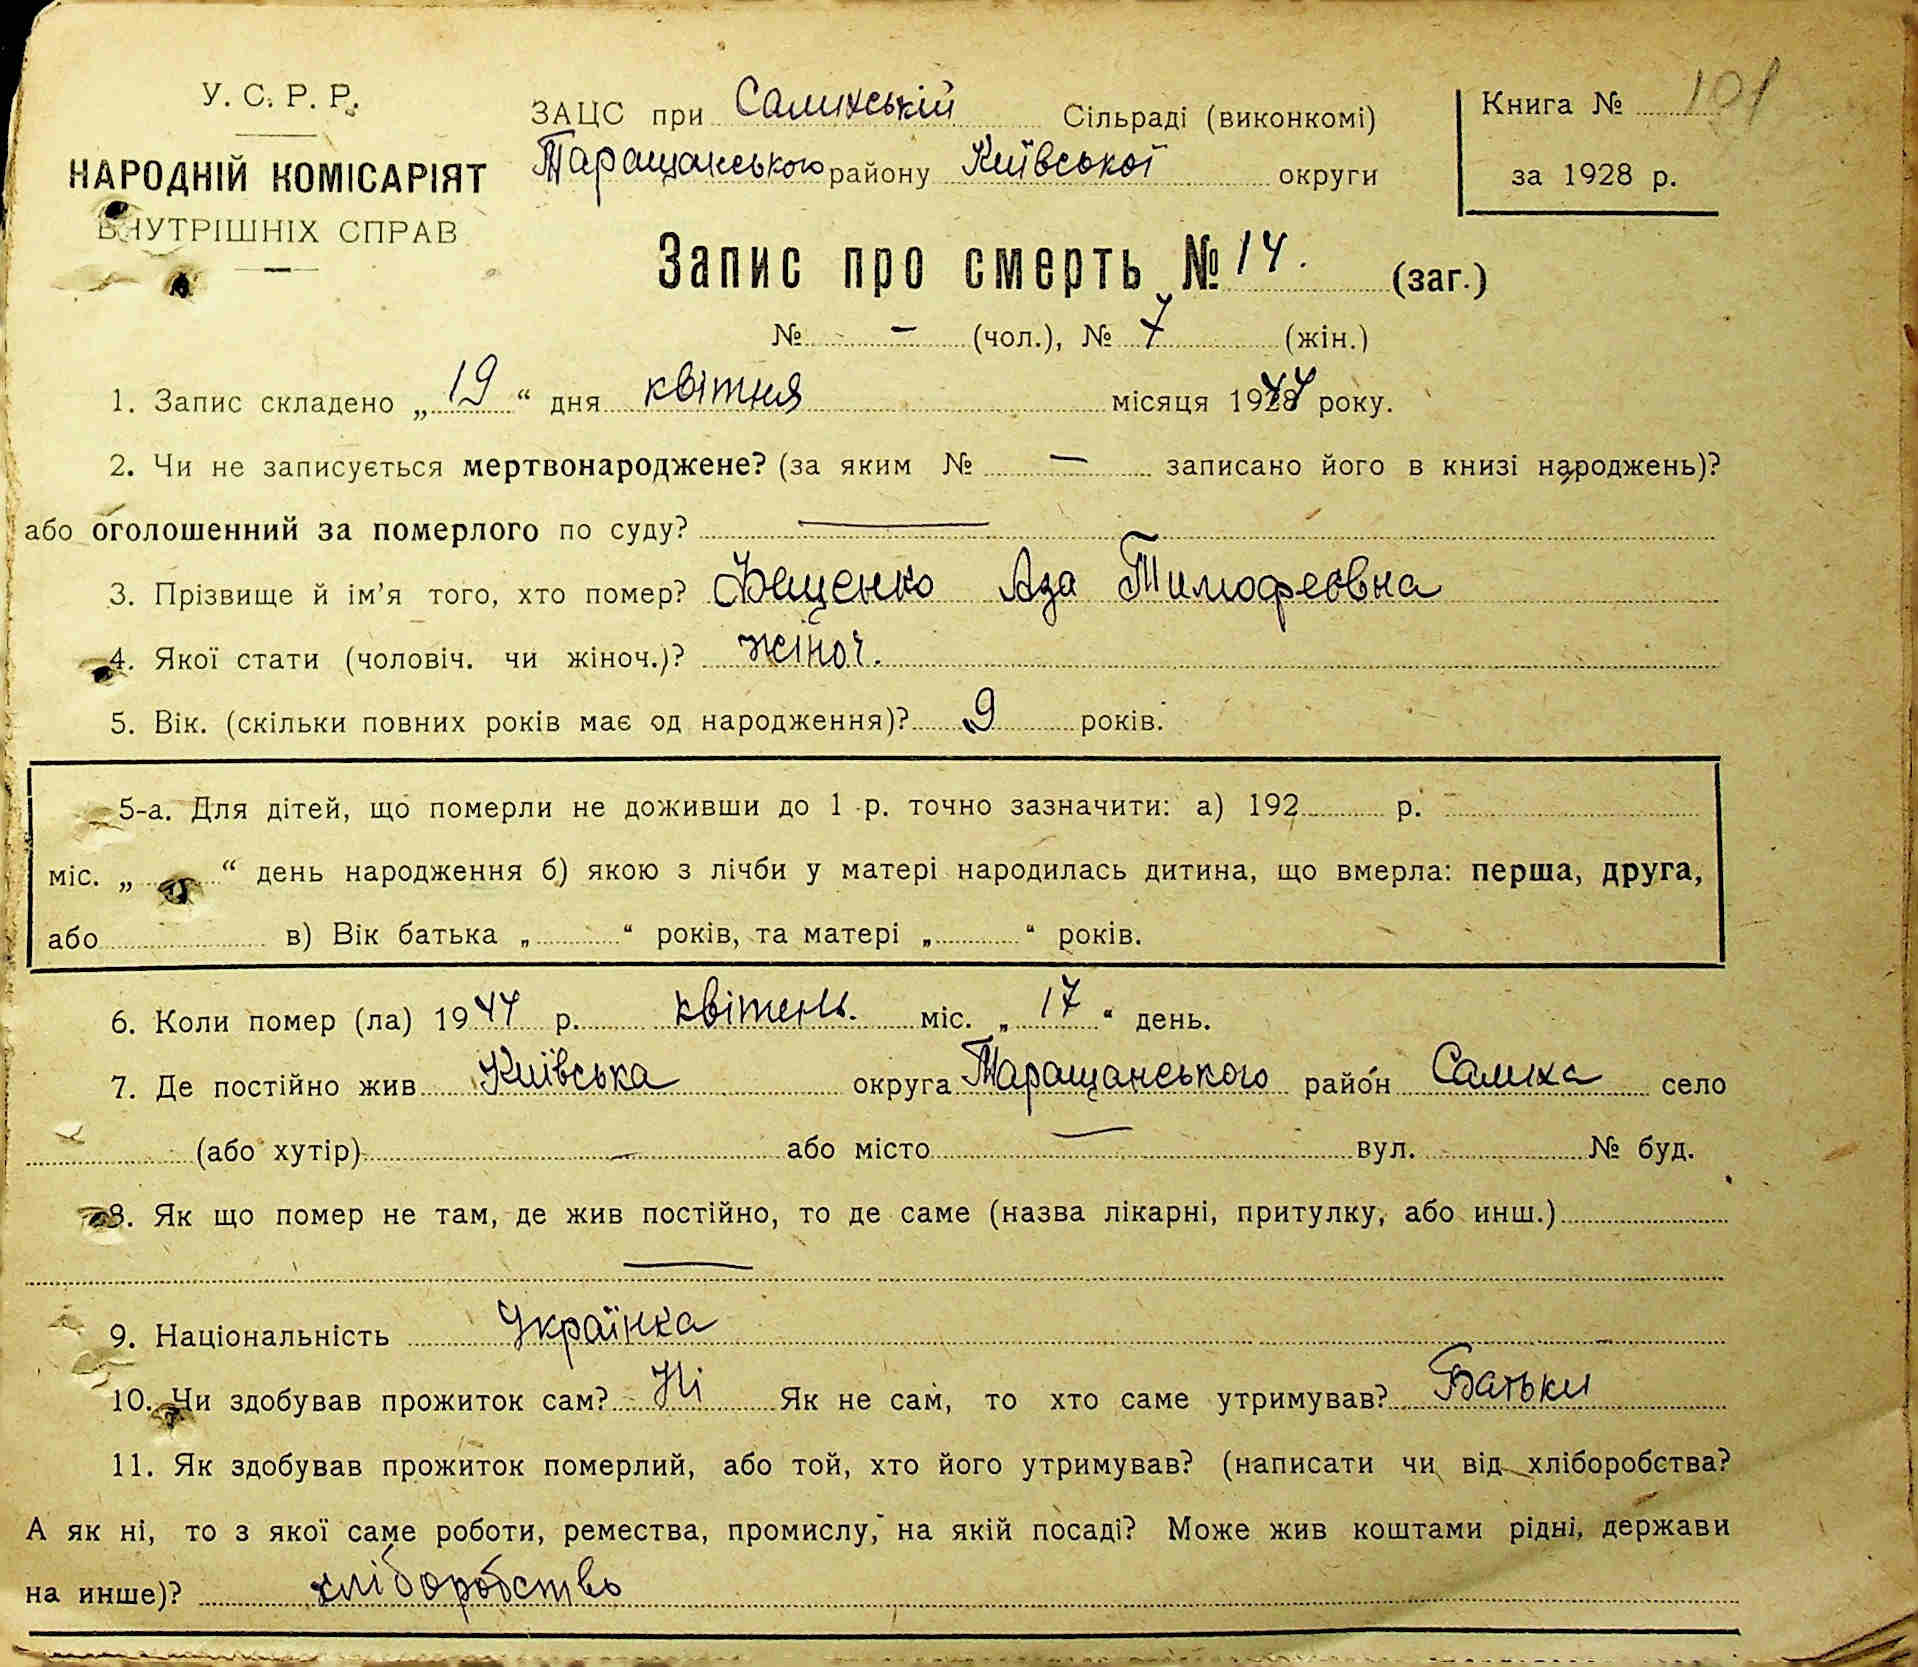 У. С. Р. Р.
НАРОДНІЙ КОМІСАРІЯТ
ВНУТРІШНІХ СПРАВ
ЗАЦС при Салихській Сільраді (виконкомі)
Таращанського району Київської округи
Книга № 101
за 1928 р.
Запис про смерть № 14. (заг.)
№ – (чол.), № 7 (жін.)
1. Запис складено „19“ дня квітня місяця 1944 року.
2. Чи не записується мертвонароджене? (за яким № — записано його в книзі народжень)?
або оголошенний за померлого по суду? —
3. Прізвище й ім'я того, хто помер? Фещенко Аза Тимофеєвна
4. Якої стати (чоловіч. чи жіноч.)? жіноч.
5. Вік. (скільки повних років має од народження)? 9 років.
5-а. Для дітей, що померли не доживши до 1 р. точно зазначити: а) 192 р.
міс. „ “ день народження б) якою з лічби у матері народилась дитина, що вмерла: перша, друга,
або в) Вік батька „ “ років, та матері „ “ років.
6. Коли помер (ла) 1944 р. квітень. міс. „17“ день.
7. Де постійно жив Київська округа Таращанського район Салиха село
(або хутір) – або місто — вул. № буд.
8. Як що помер не там, де жив постійно, то де саме (назва лікарні, притулку, або инш.)
—
9. Національність Українка
10. Чи здобував прожиток сам? Ні Як не сам, то хто саме утримував? Батьки
11. Як здобував прожиток померлий, або той, хто його утримував? (написати чи від хліборобства?
А як ні, то з якої саме роботи, ремества, промислу, на якій посаді? Може жив коштами рідні, держави
на инше)? хліборобство